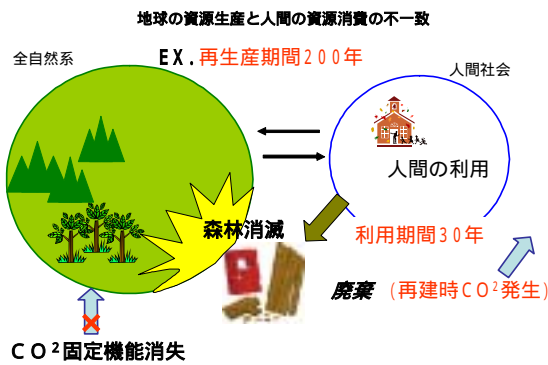 地球の資源生産と人間の資源消費の不一致
全自然系
EX.再生産期間200年
人間社会
人間の利用
森林消滅
利用期間30年
廃棄 (再建時CO²発生)
CO²固定機能消失